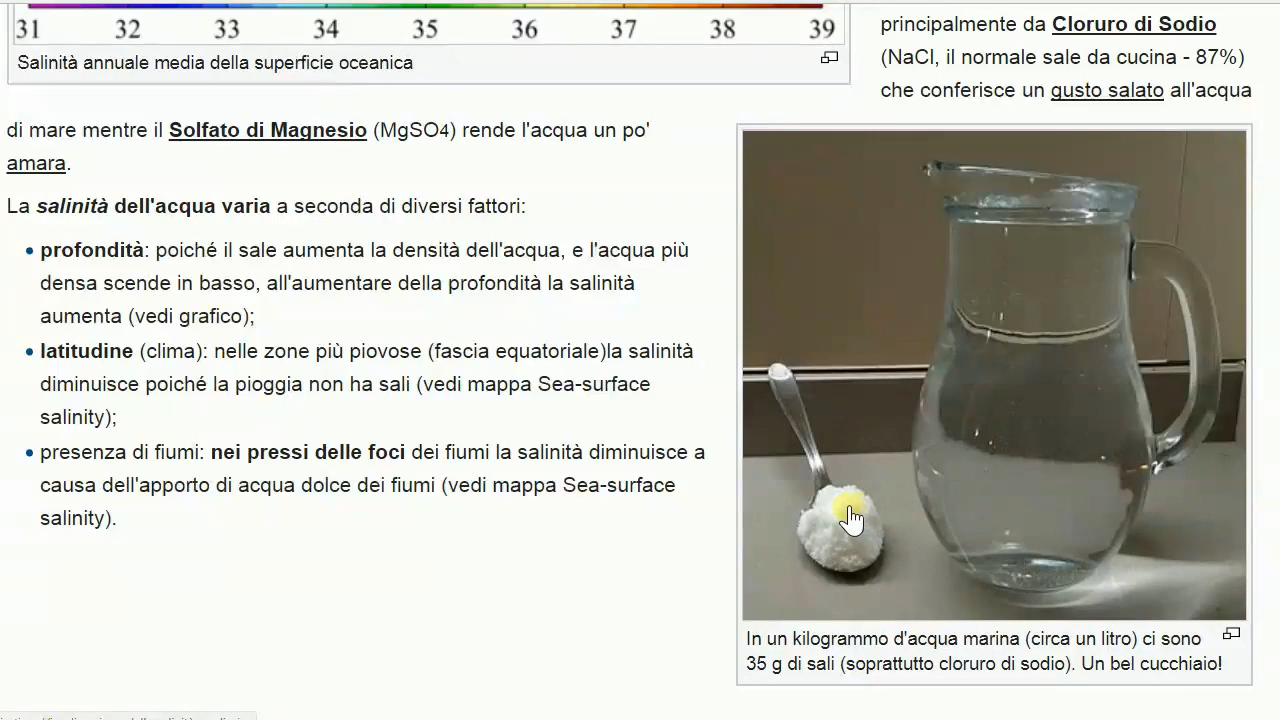 31 32 33 34 35 36 37 38 39
Salinità annuale media della superficie oceanica
principalmente da Cloruro di Sodio
(NaCl, il normale sale da cucina - 87%)
che conferisce un gusto salato all'acqua
di mare mentre il Solfato di Magnesio (MgSO4) rende l'acqua un po'
amara.
La salinità dell'acqua varia a seconda di diversi fattori:
• profondità: poiché il sale aumenta la densità dell'acqua, e l'acqua più
densa scende in basso, all'aumentare della profondità la salinità
aumenta (vedi grafico);
• latitudine (clima): nelle zone più piovose (fascia equatoriale)la salinità
diminuisce poiché la pioggia non ha sali (vedi mappa Sea-surface
salinity);
• presenza di fiumi: nei pressi delle foci dei fiumi la salinità diminuisce a
causa dell'apporto di acqua dolce dei fiumi (vedi mappa Sea-surface
salinity).
In un kilogrammo d'acqua marina (circa un litro) ci sono
35 g di sali (soprattutto cloruro di sodio). Un bel cucchiaio!